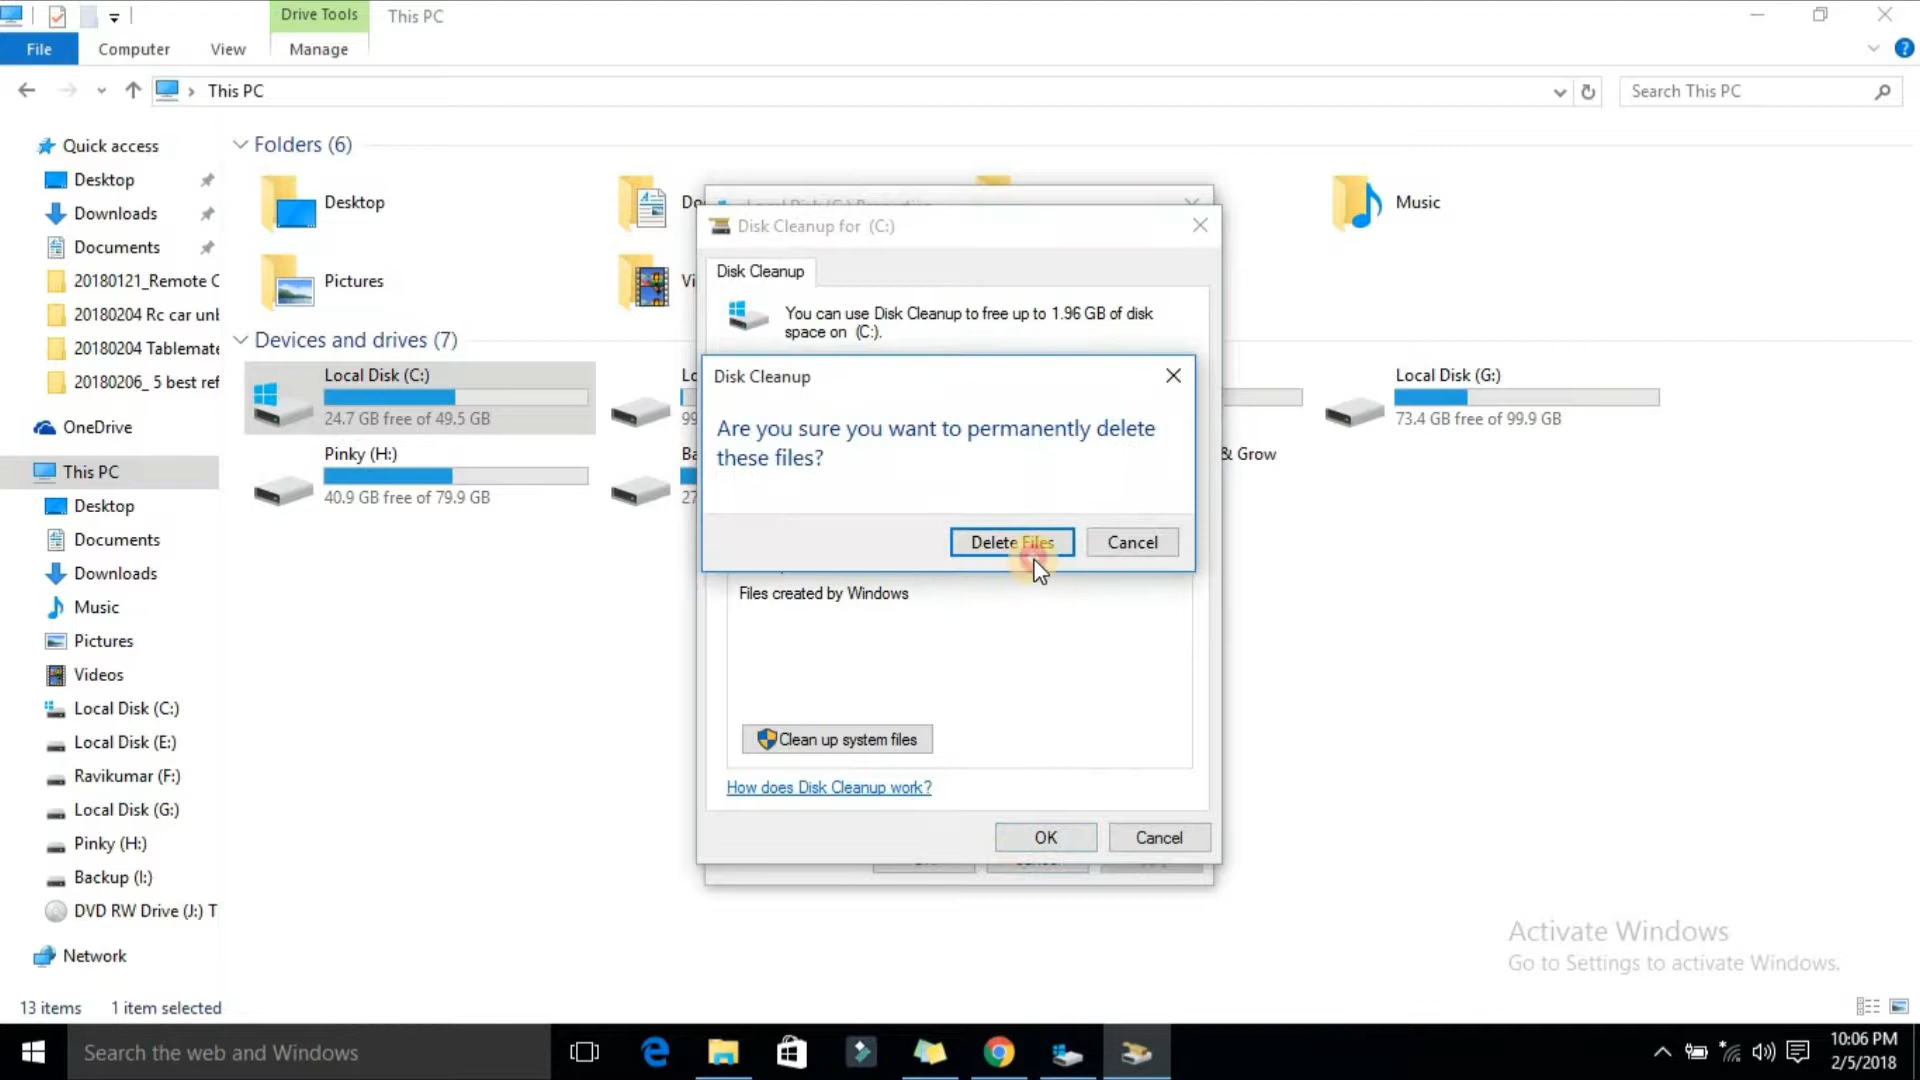 Drive Tools
This PC
File
Computer
View
Manage
This PC
Search This PC
Quick access
Desktop
Downloads
Documents
20180121_Remote C
20180204 Rc car unb
20180204 Tablemate
20180206_ 5 best ref
OneDrive
This PC
Desktop
Documents
Downloads
Music
Pictures
Videos
Local Disk (C:)
Local Disk (E:)
Ravikumar (F:)
Local Disk (G:)
Pinky (H:)
Backup (I:)
DVD RW Drive (J:) T
Network
Folders (6)
Desktop
Do
Music
Pictures
Vi
Devices and drives (7)
Local Disk (C:)
24.7 GB free of 49.5 GB
Lo
99
Local Disk (G:)
73.4 GB free of 99.9 GB
Pinky (H:)
40.9 GB free of 79.9 GB
Ba
27
& Grow
Disk Cleanup for (C:)
Disk Cleanup
You can use Disk Cleanup to free up to 1.96 GB of disk
space on (C:).
Disk Cleanup
Are you sure you want to permanently delete
these files?
Delete Files
Cancel
Files created by Windows
Clean up system files
How does Disk Cleanup work?
OK
Cancel
Activate Windows
Go to Settings to activate Windows.
13 items
1 item selected
Search the web and Windows
10:06 PM
2/5/2018